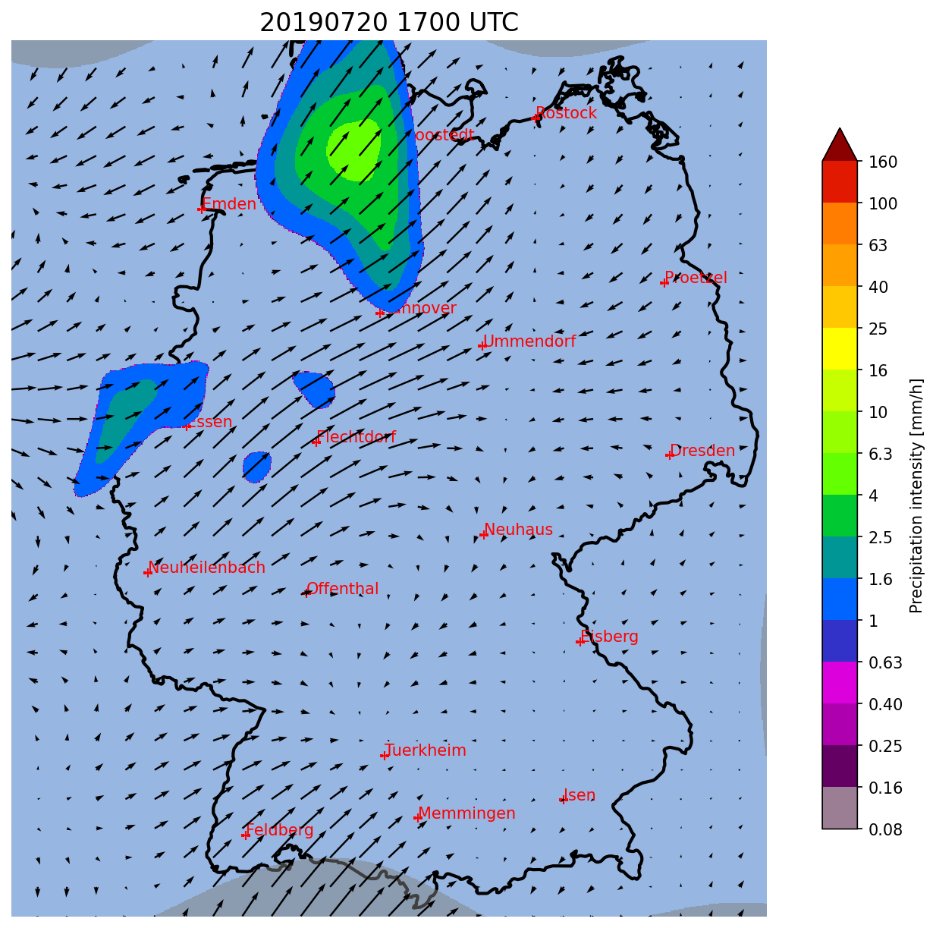 20190720 1700 UTC
Rostock
oostedt
Emden
Proetzel
nnover
Ummendorf
Essen
Flechtdorf
Dresden
Neuhaus
Neuheilenbach
Offenthal
Eisberg
Tuerkheim
Isen
Memmingen
Feldberg
160
100
63
40
25
16
10
6.3
4
2.5
1.6
1
0.63
0.40
0.25
0.16
0.08
Precipitation intensity [mm/h]